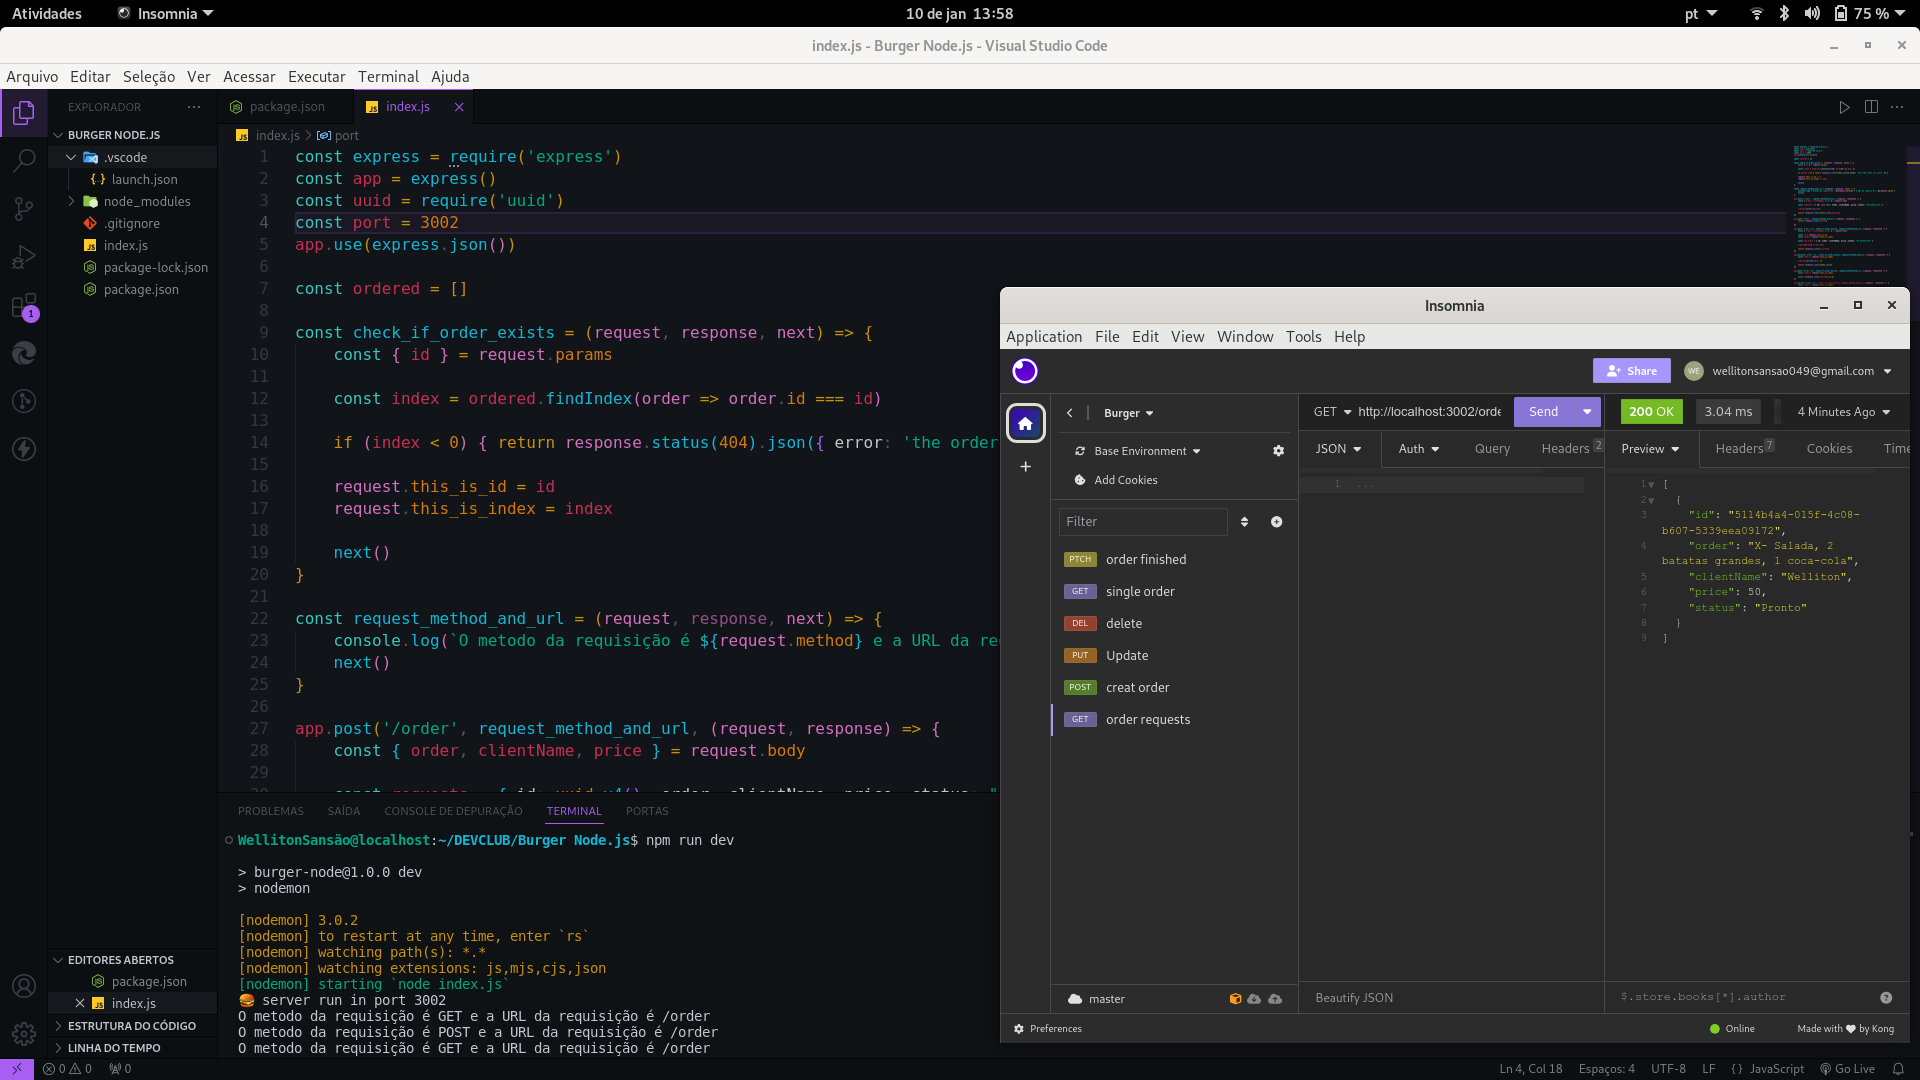 Atividades
Insomnia
10 de jan 13:58
pt
75 %
index.js - Burger Node.js - Visual Studio Code
Arquivo Editar Seleção Ver Acessar Executar Terminal Ajuda
EXPLORADOR
BURGER NODE.JS
.vscode
launch.json
node_modules
.gitignore
index.js
package-lock.json
package.json
1
EDITORES ABERTOS
package.json
index.js
ESTRUTURA DO CÓDIGO
LINHA DO TEMPO
package.json
index.js
index.js > port
1 const express = require('express')
2 const app = express()
3 const uuid = require('uuid')
4 const port = 3002
5 app.use(express.json())
6
7 const ordered = []
8
9 const check_if_order_exists = (request, response, next) => {
10 const { id } = request.params
11
12 const index = ordered.findIndex(order => order.id === id)
13
14 if (index < 0) { return response.status(404).json({ error: 'the order
15
16 request.this_is_id = id
17 request.this_is_index = index
18
19 next()
20 }
21
22 const request_method_and_url = (request, response, next) => {
23 console.log(`O metodo da requisição é ${request.method} e a URL da re
24 next()
25 }
26
27 app.post('/order', request_method_and_url, (request, response) => {
28 const { order, clientName, price } = request.body
29
PROBLEMAS SAÍDA CONSOLE DE DEPURAÇÃO TERMINAL PORTAS
WellitonSansão@localhost:~/DEVCLUB/Burger Node.js$ npm run dev
> burger-node@1.0.0 dev
> nodemon
[nodemon] 3.0.2
[nodemon] to restart at any time, enter `rs`
[nodemon] watching path(s): *.*
[nodemon] watching extensions: js,mjs,cjs,json
[nodemon] starting `node index.js`
🍔 server run in port 3002
O metodo da requisição é GET e a URL da requisição é /order
O metodo da requisição é POST e a URL da requisição é /order
O metodo da requisição é GET e a URL da requisição é /order
0 0 0
Ln 4, Col 18 Espaços: 4 UTF-8 LF {} JavaScript Go Live
Insomnia
Application File Edit View Window Tools Help
Share
WE
wellitonsansao049@gmail.com
Burger
Base Environment
Add Cookies
Filter
PTCH order finished
GET single order
DEL delete
PUT Update
POST creat order
GET order requests
master
Preferences
GET http://localhost:3002/orde
Send
JSON Auth Query Headers 2
1 ...
Beautify JSON
200 OK 3.04 ms 4 Minutes Ago
Preview Headers 7 Cookies Time
1 [
2 {
3 "id": "5114b4a4-015f-4c08-
b607-5339eea09172",
4 "order": "X- Salada, 2
batatas grandes, 1 coca-cola",
5 "clientName": "Welliton",
6 "price": 50,
7 "status": "Pronto"
8 }
9 ]
$.store.books[*].author
Online
Made with ♥ by Kong